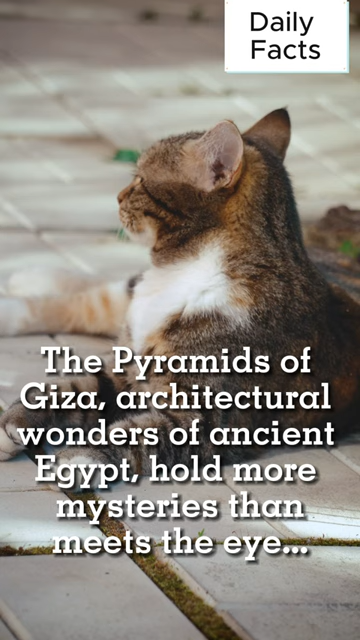 Daily
Facts
The Pyramids of
Giza, architectural
wonders of ancient
Egypt, hold more
mysteries than
meets the eye...